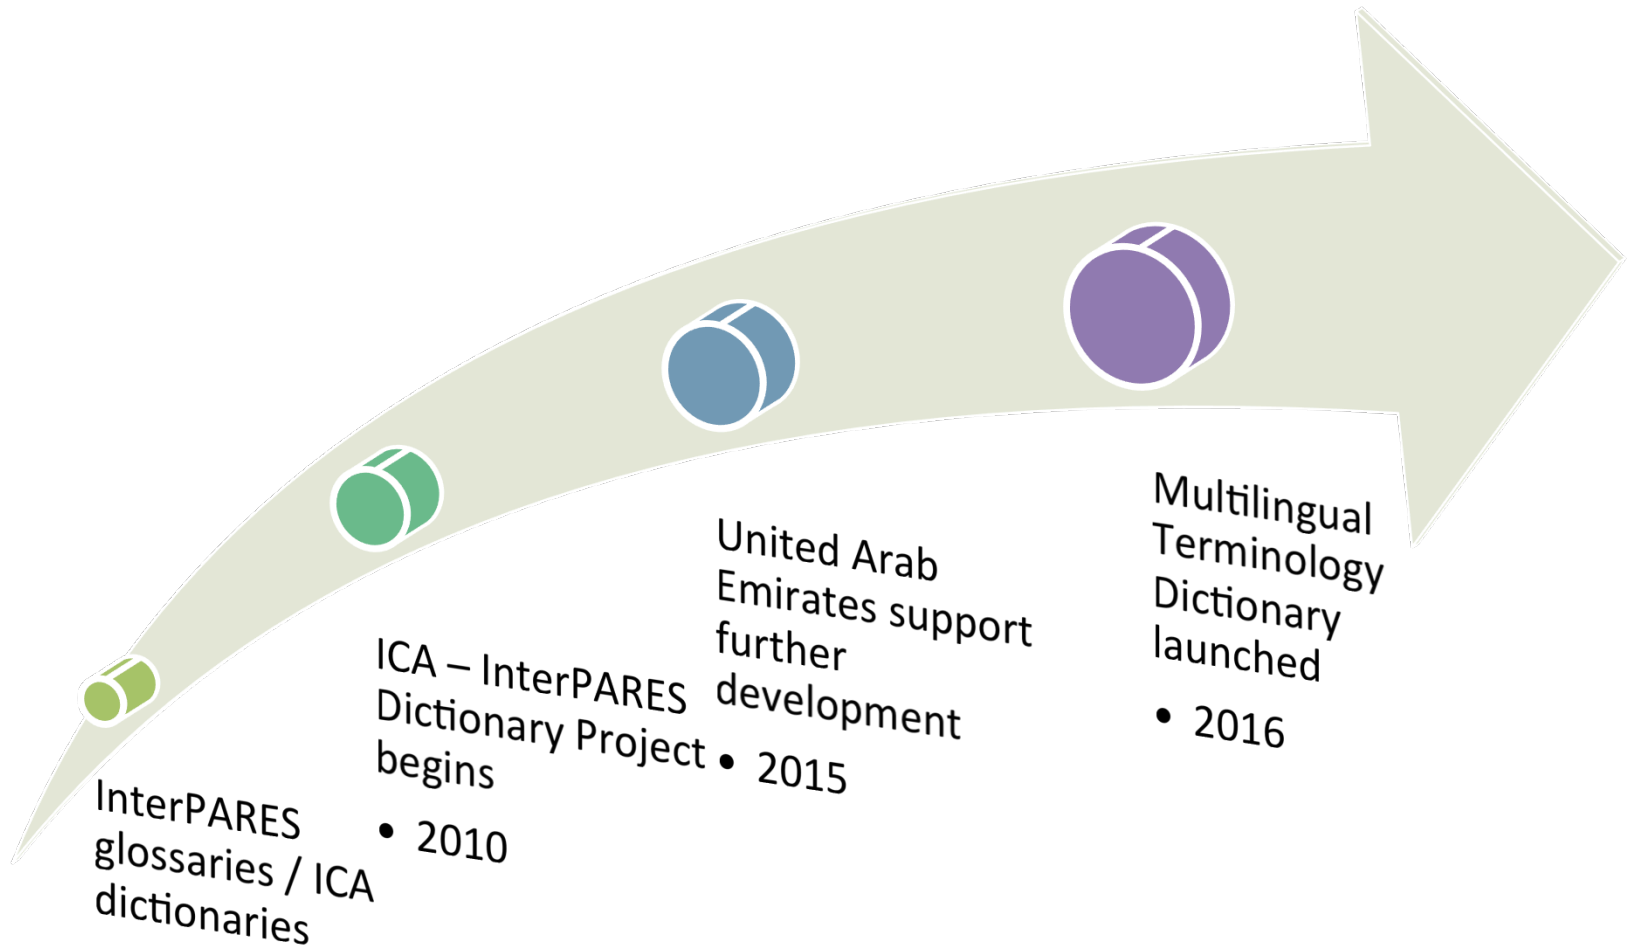 InterPARES
glossaries / ICA
dictionaries
ICA – InterPARES
Dictionary Project
begins
• 2010
United Arab
Emirates support
further
development
• 2015
Multilingual
Terminology
Dictionary
launched
• 2016